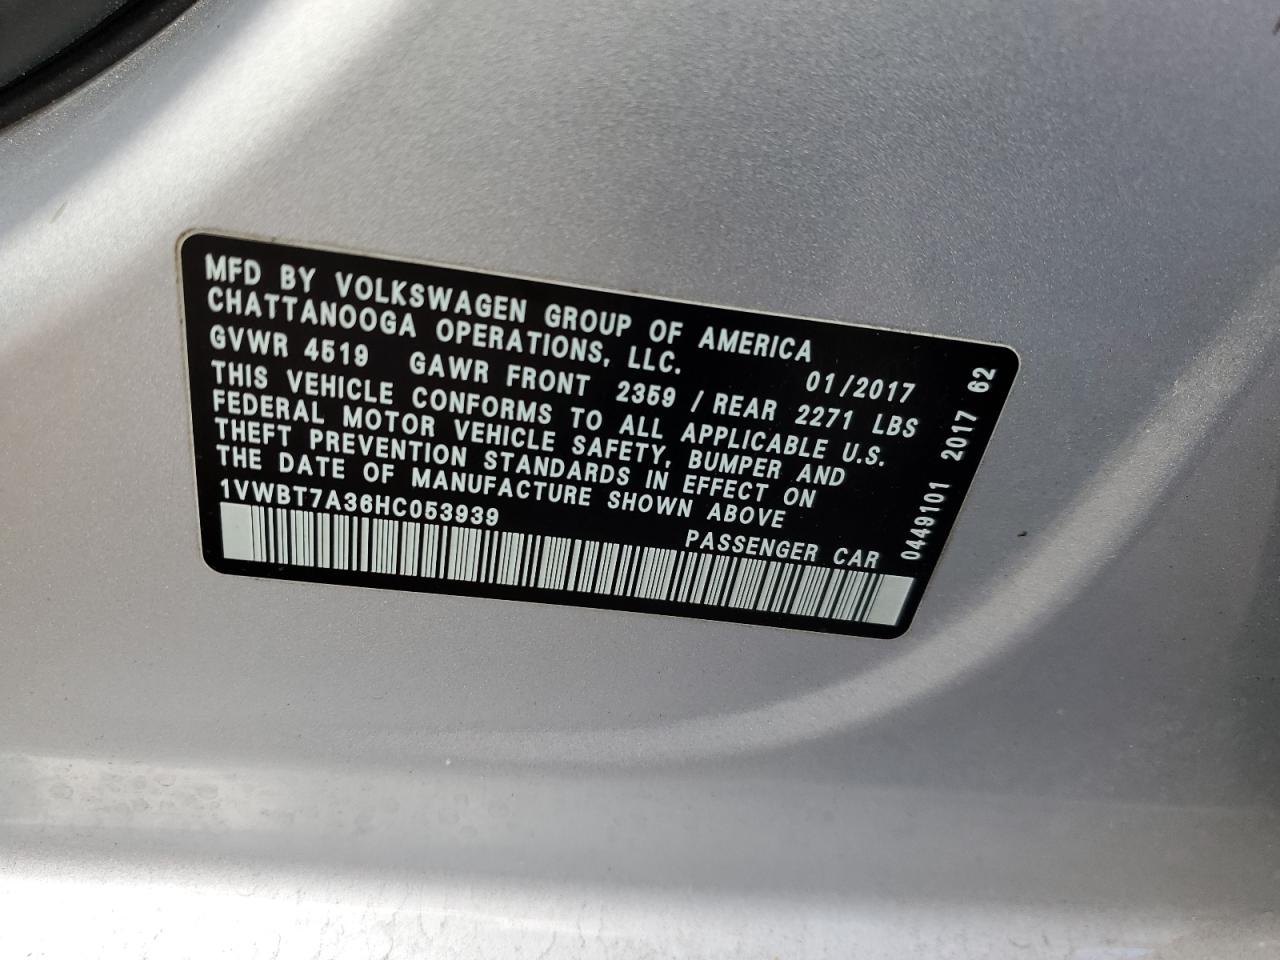 MFD BY VOLKSWAGEN GROUP OF AMERICA
CHATTANOOGA OPERATIONS, LLC. 01/2017
GVWR 4519 GAWR FRONT 2359 / REAR 2271 LBS
THIS VEHICLE CONFORMS TO ALL APPLICABLE U.S.
FEDERAL MOTOR VEHICLE SAFETY, BUMPER AND
THEFT PREVENTION STANDARDS IN EFFECT ON
THE DATE OF MANUFACTURE SHOWN ABOVE
1VWBT7A36HC053939 PASSENGER CAR
0449101 2017 62